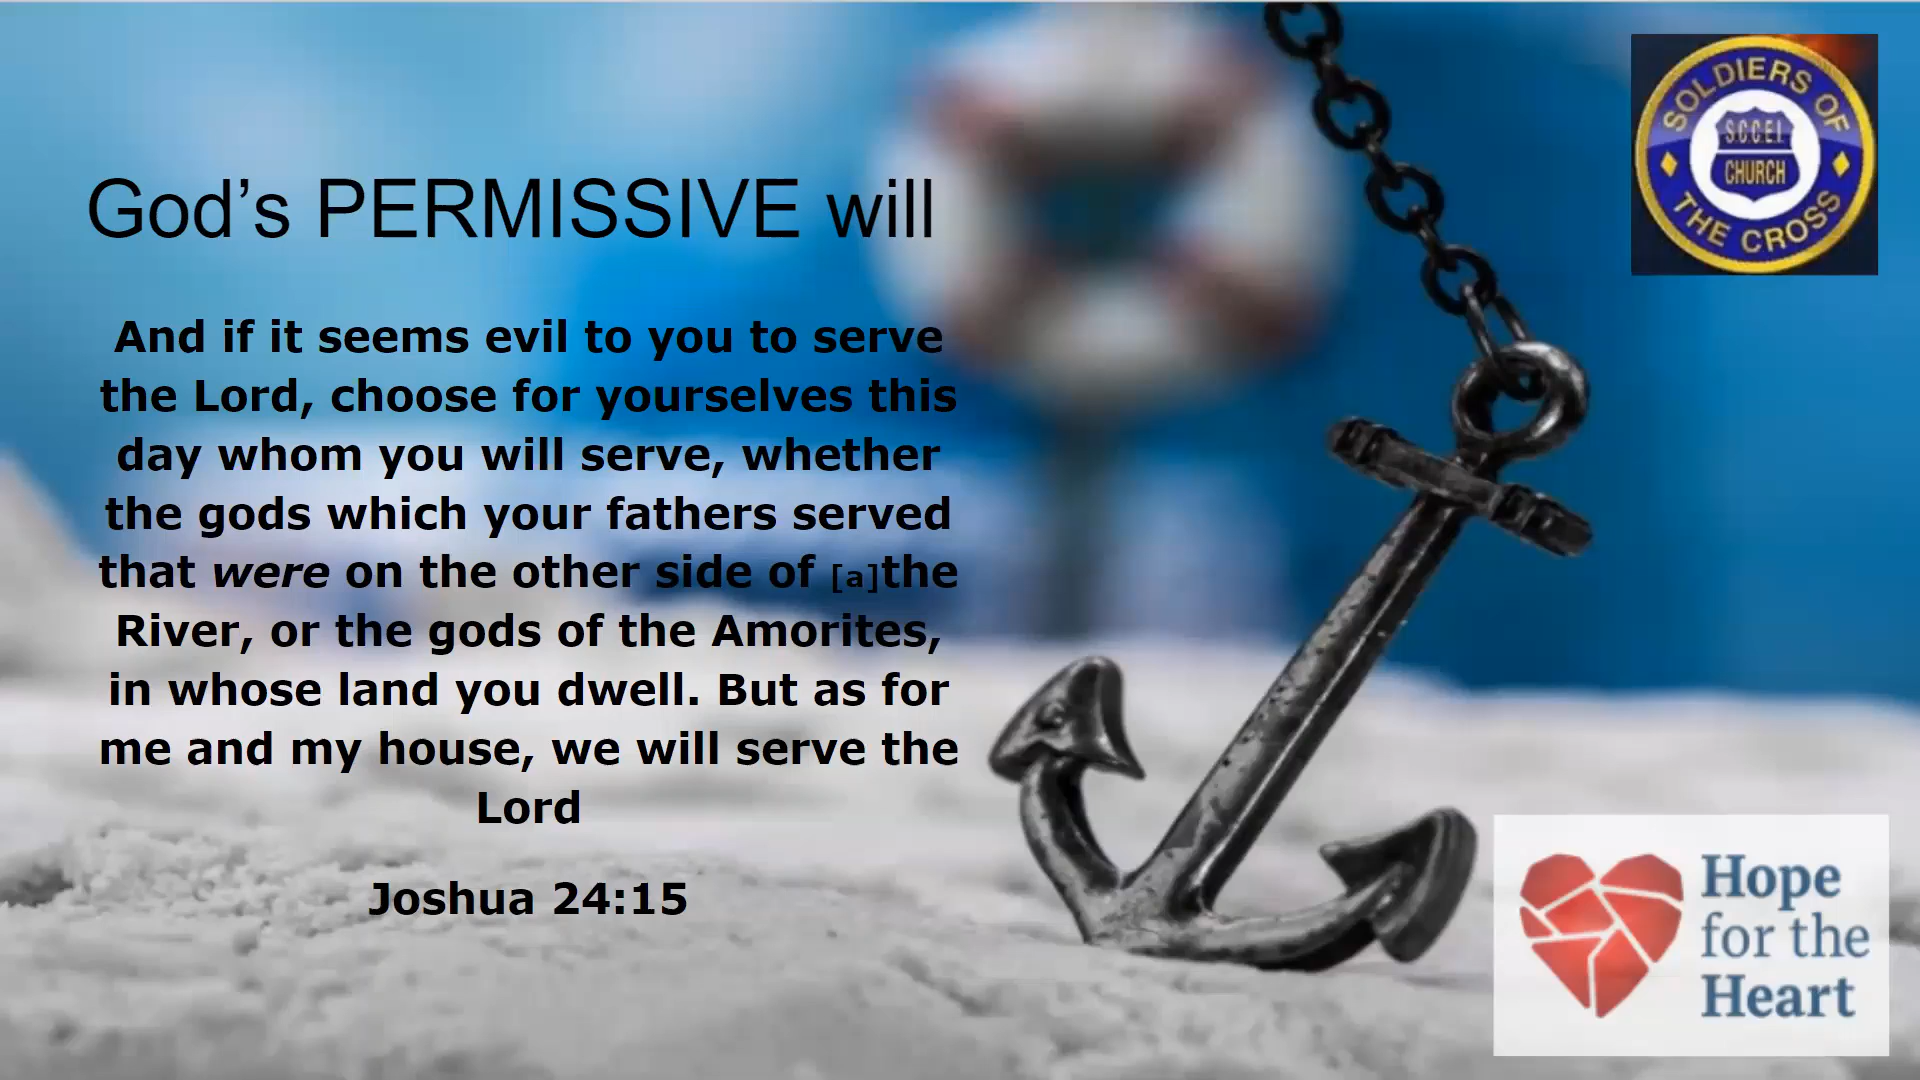 God’s PERMISSIVE will
And if it seems evil to you to serve
the Lord, choose for yourselves this
day whom you will serve, whether
the gods which your fathers served
that were on the other side of [a]the
River, or the gods of the Amorites,
in whose land you dwell. But as for
me and my house, we will serve the
Lord
Joshua 24:15
SOLDIERS OF
S.C.C.E.I.
CHURCH
THE CROSS
Hope
for the
Heart